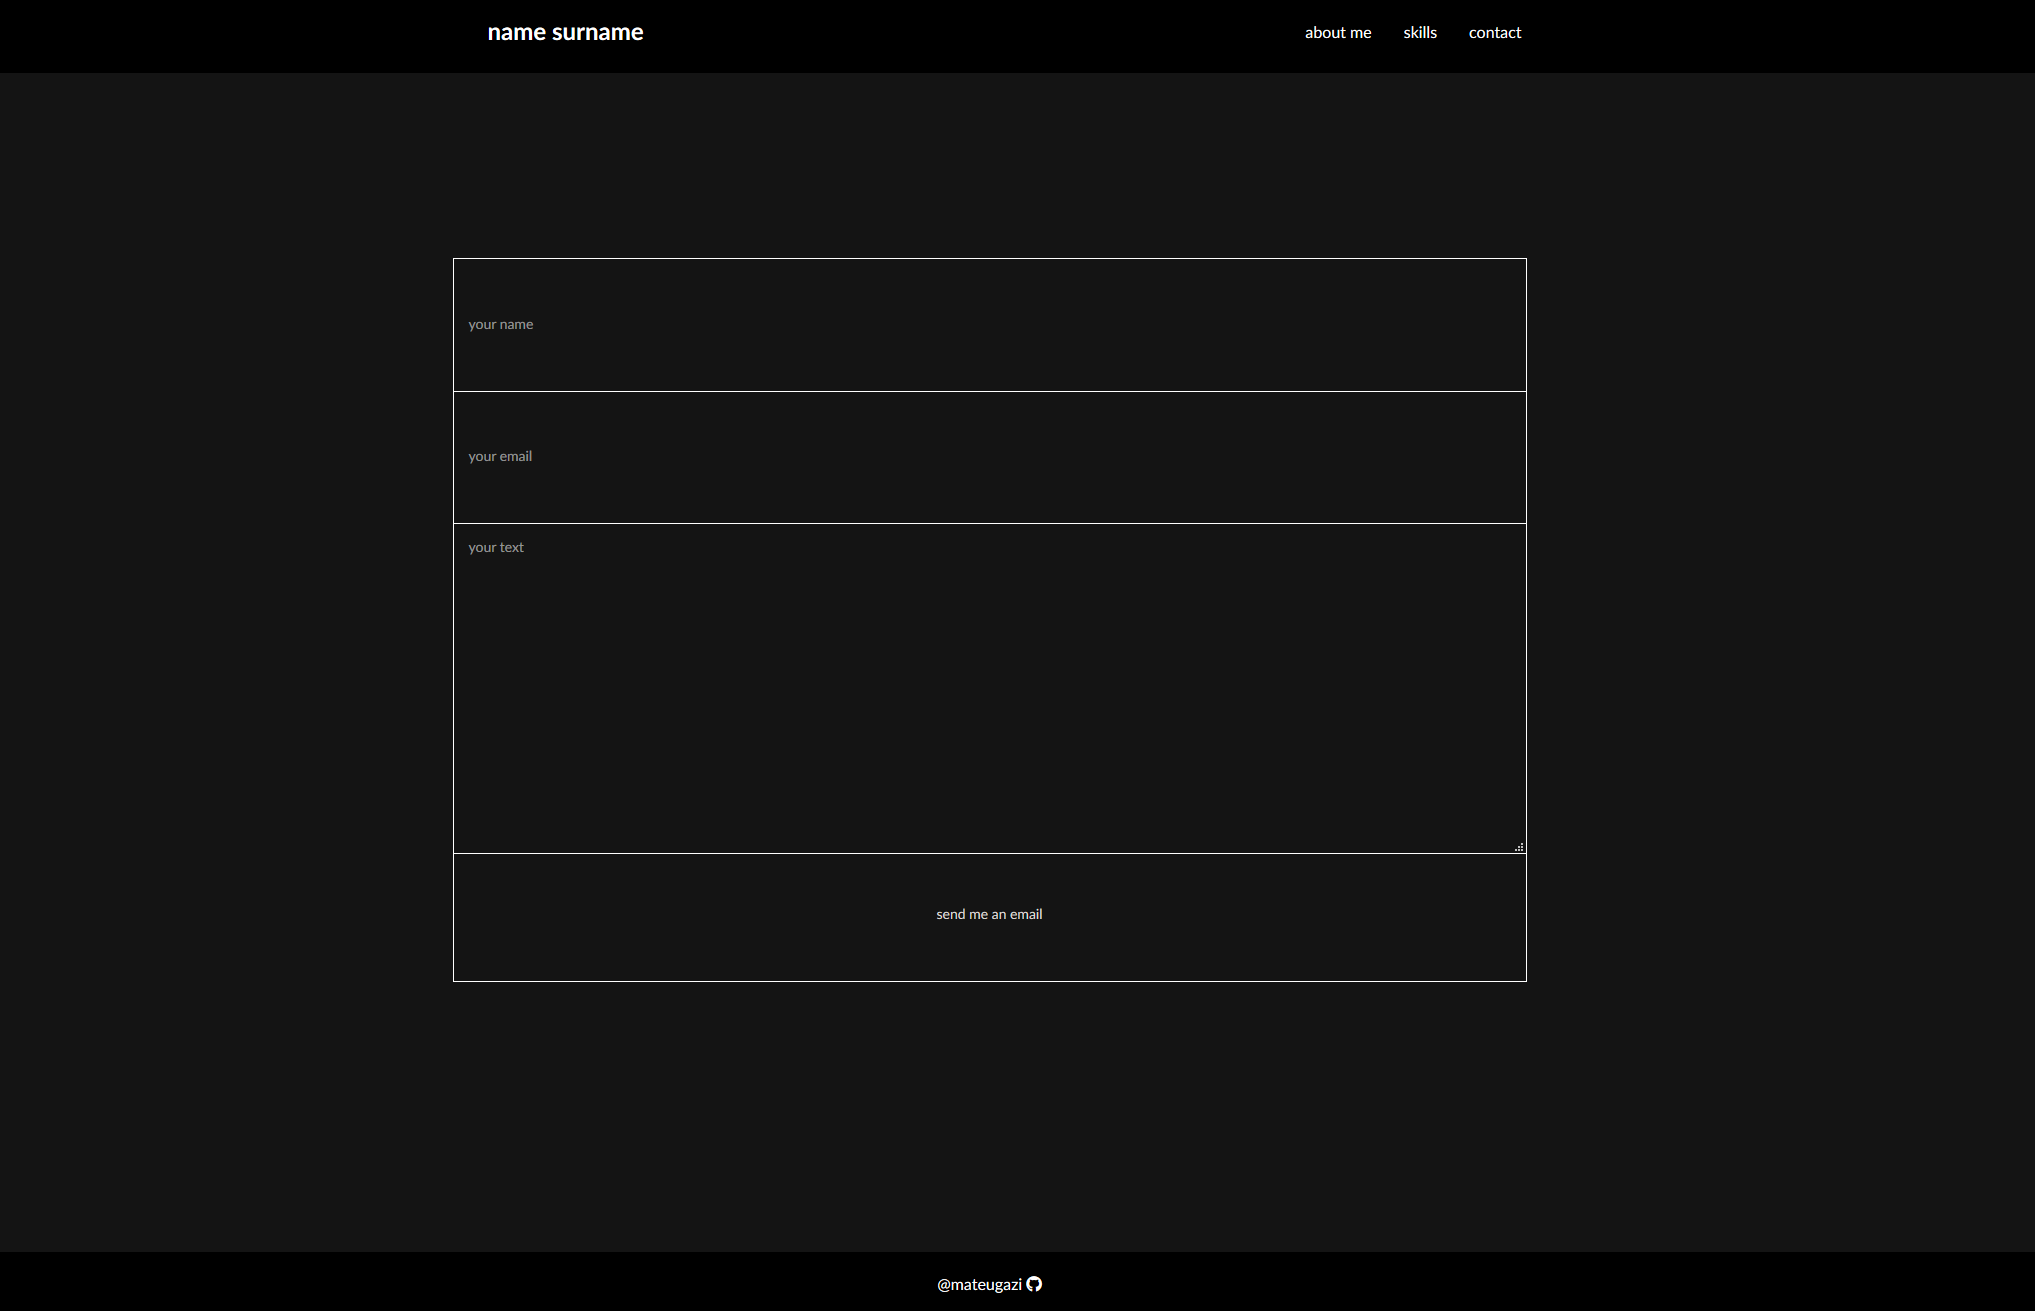 name surname
about me skills contact
your name
your email
your text
send me an email
@mateugazi